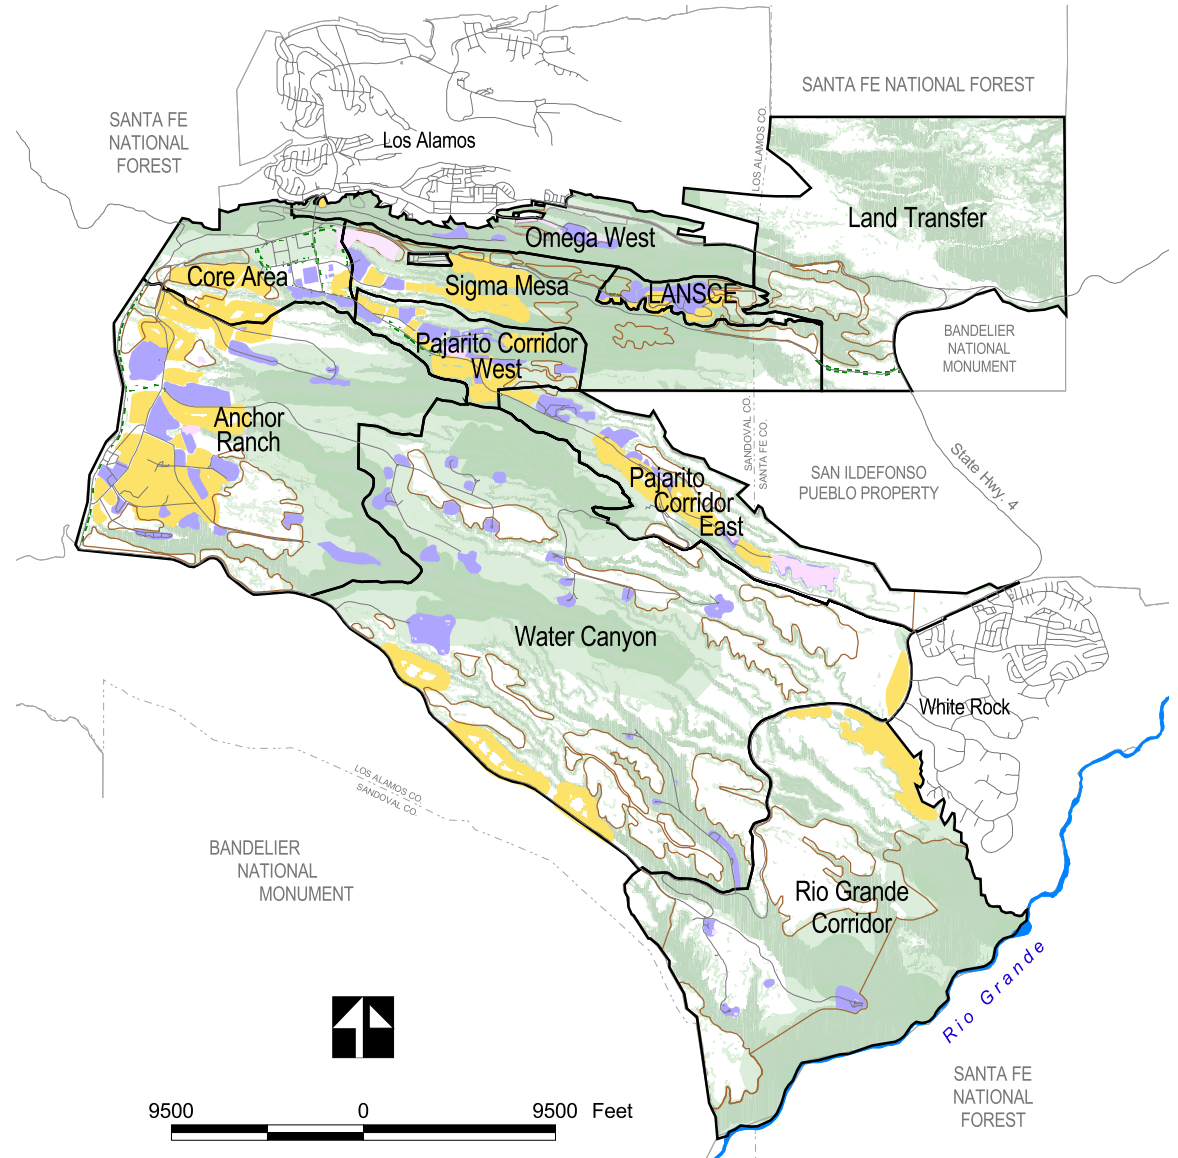 SANTA FE NATIONAL FOREST
SANTA FE
NATIONAL
FOREST
Los Alamos
LOS ALAMOS CO.
Land Transfer
Omega West
Core Area
Sigma Mesa
LANSCE
BANDELIER
NATIONAL
MONUMENT
Pajarito Corridor
West
Anchor
Ranch
SANDOVAL CO.
SANTA FE CO.
State Hwy. 4
SAN ILDEFONSO
PUEBLO PROPERTY
Pajarito
Corridor
East
Water Canyon
White Rock
LOS ALAMOS CO.
SANDOVAL CO.
BANDELIER
NATIONAL
MONUMENT
Rio Grande
Corridor
Rio Grande
SANTA FE
NATIONAL
FOREST
9500 0 9500 Feet